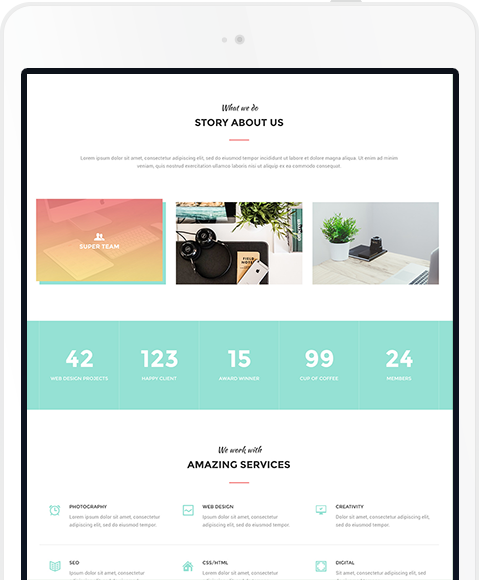 What we do
STORY ABOUT US
Lorem ipsum dolor sit amet, consectetur adipiscing elit, sed do eiusmod tempor incididunt ut labore et dolore magna aliqua. Ut enim ad minim
veniam, quis nostrud exercitation ullamco laboris nisi ut aliquip ex ea commodo consequat.
SUPER TEAM
FIELD NOTES
42 123 15 99 24
WEB DESIGN PROJECTS HAPPY CLIENT AWARD WINNER CUP OF COFFEE MEMBERS
We work with
AMAZING SERVICES
PHOTOGRAPHY WEB DESIGN CREATIVITY
Lorem ipsum dolor sit amet, consectetur Lorem ipsum dolor sit amet, consectetur Lorem ipsum dolor sit amet, consectetur
adipiscing elit, sed do eiusmod tempor. adipiscing elit, sed do eiusmod tempor. adipiscing elit, sed do eiusmod tempor.
SEO CSS/HTML DIGITAL
Lorem ipsum dolor sit amet, consectetur Lorem ipsum dolor sit amet, consectetur Sit amet, consectetur adipiscing elit, sed do